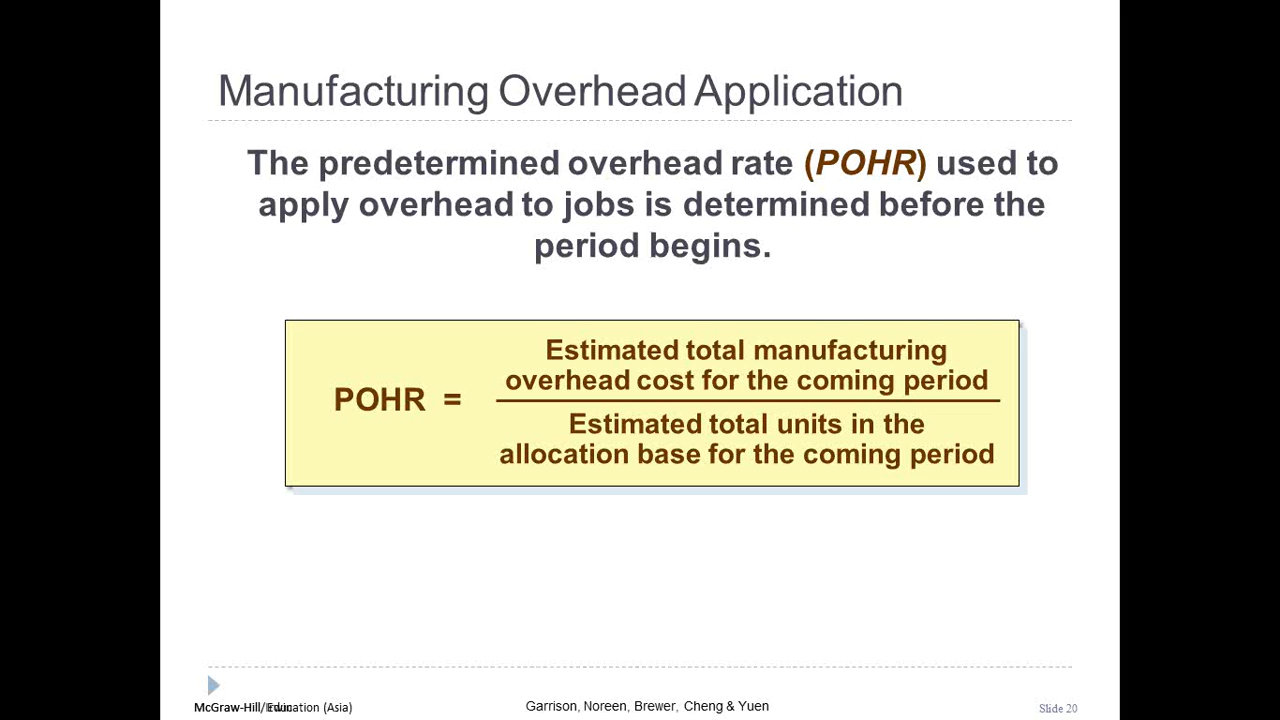 Manufacturing Overhead Application
The predetermined overhead rate (POHR) used to
apply overhead to jobs is determined before the
period begins.
POHR =
Estimated total manufacturing
overhead cost for the coming period
Estimated total units in the
allocation base for the coming period
McGraw-Hill/ (Asia)
Garrison, Noreen, Brewer, Cheng & Yuen
Slide 20